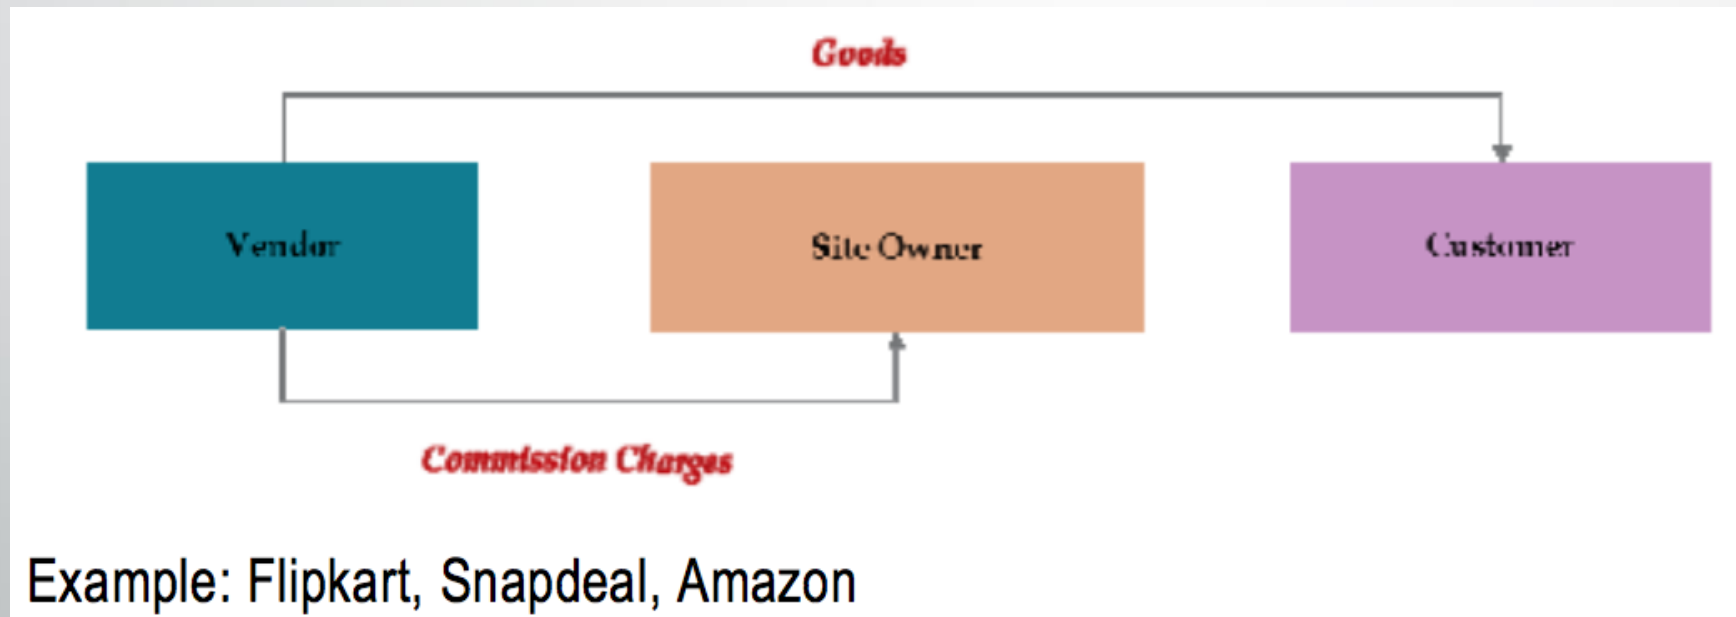 Goods
Vendor
Site Owner
Customer
Commission Charges
Example: Flipkart, Snapdeal, Amazon